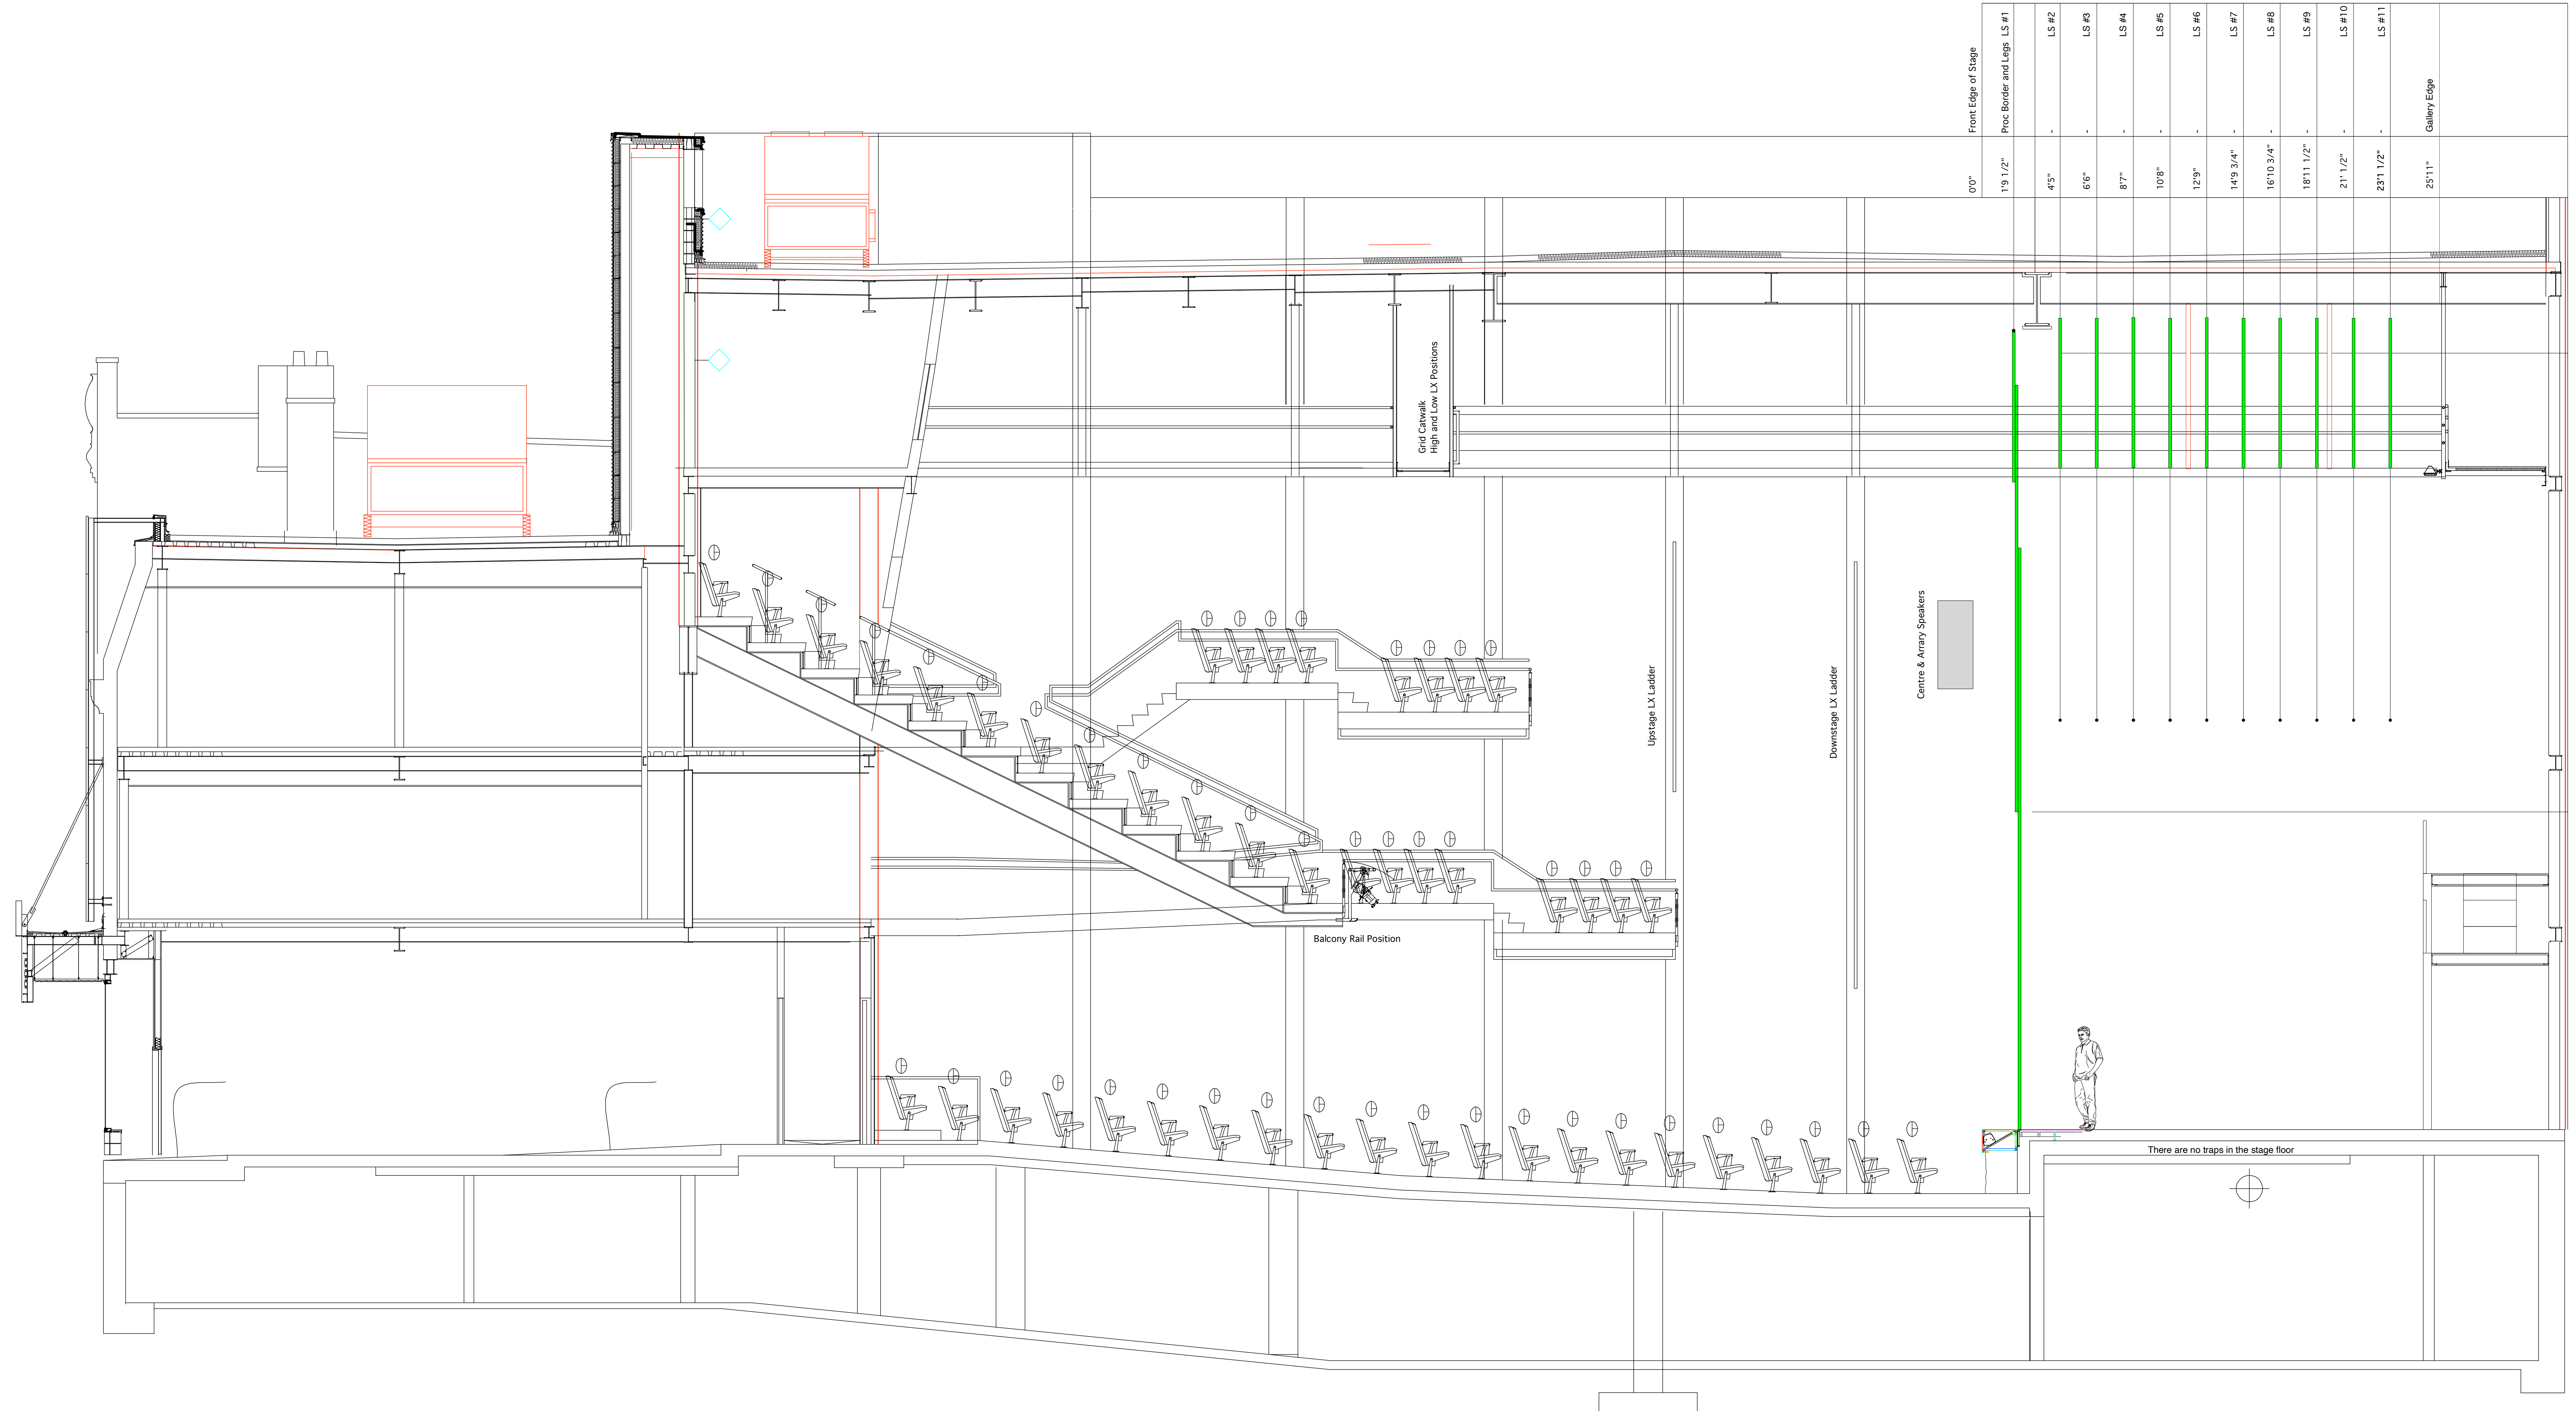 Front Edge of Stage
0'0"
Proc Border and Legs LS #1
1'9 1/2"
LS #2 -
4'5"
LS #3 -
6'6"
LS #4 -
8'7"
LS #5 -
10'8"
LS #6 -
12'9"
LS #7 -
14'9 3/4"
LS #8 -
16'10 3/4"
LS #9 -
18'11 1/2"
LS #10 -
21' 1/2"
LS #11 -
23'1 1/2"
Gallery Edge
25'11"
Grid Catwalk
High and Low LX Positions
Centre & Arrary Speakers
Upstage LX Ladder
Downstage LX Ladder
Balcony Rail Position
There are no traps in the stage floor